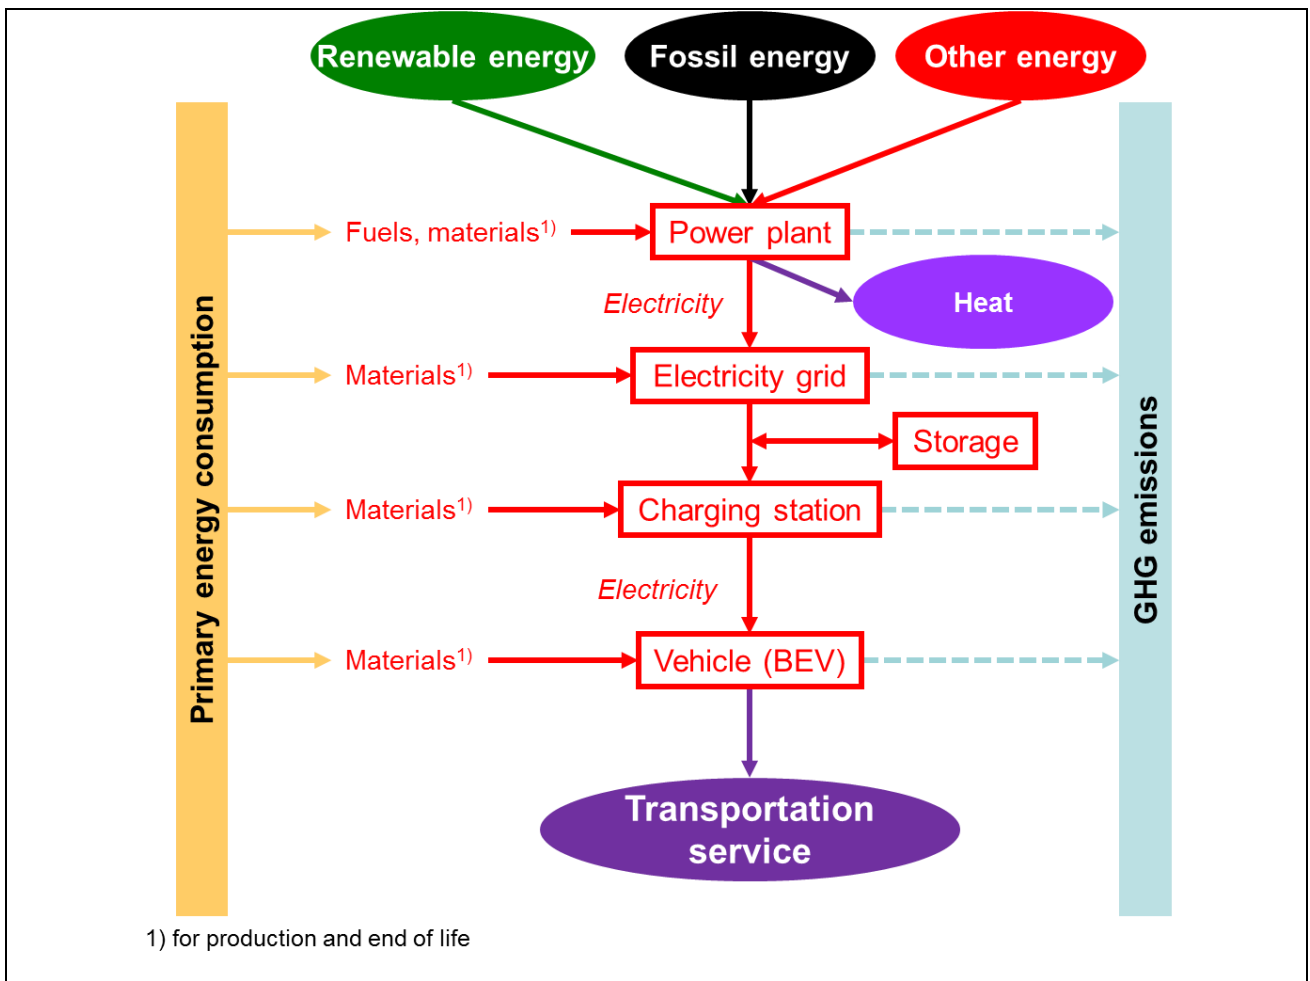 Renewable energy
Fossil energy
Other energy
Primary energy consumption
GHG emissions
Fuels, materials1)
Power plant
Electricity
Heat
Materials1)
Electricity grid
Storage
Materials1)
Charging station
Electricity
Materials1)
Vehicle (BEV)
Transportation
service
1) for production and end of life